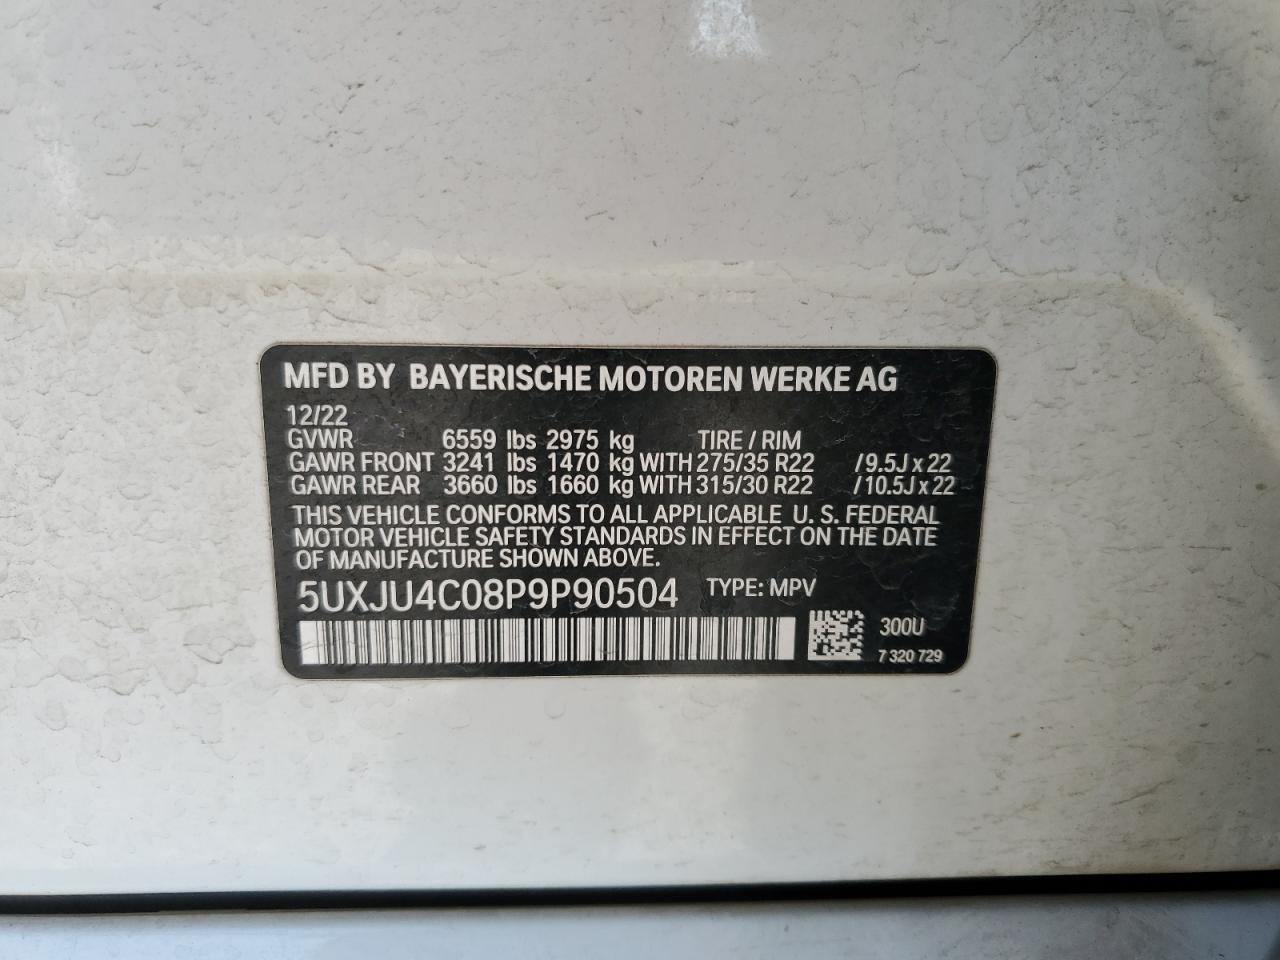 MFD BY BAYERISCHE MOTOREN WERKE AG
12/22
GVWR 6559 lbs 2975 kg TIRE / RIM
GAWR FRONT 3241 lbs 1470 kg WITH 275/35 R22 /9.5J x 22
GAWR REAR 3660 lbs 1660 kg WITH 315/30 R22 /10.5J x 22
THIS VEHICLE CONFORMS TO ALL APPLICABLE U. S. FEDERAL
MOTOR VEHICLE SAFETY STANDARDS IN EFFECT ON THE DATE
OF MANUFACTURE SHOWN ABOVE.
5UXJU4C08P9P90504 TYPE: MPV
300U
7 320 729